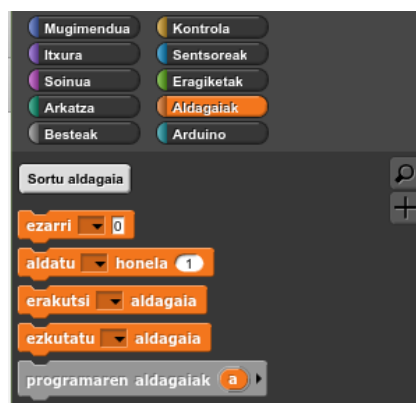 Mugimendua Kontrola
Itxura Sentsoreak
Soinua Eragiketak
Arkatza Aldagaiak
Besteak Arduino
Sortu aldagaia
ezarri 0
aldatu honela 1
erakutsi aldagaia
ezkutatu aldagaia
programaren aldagaiak a